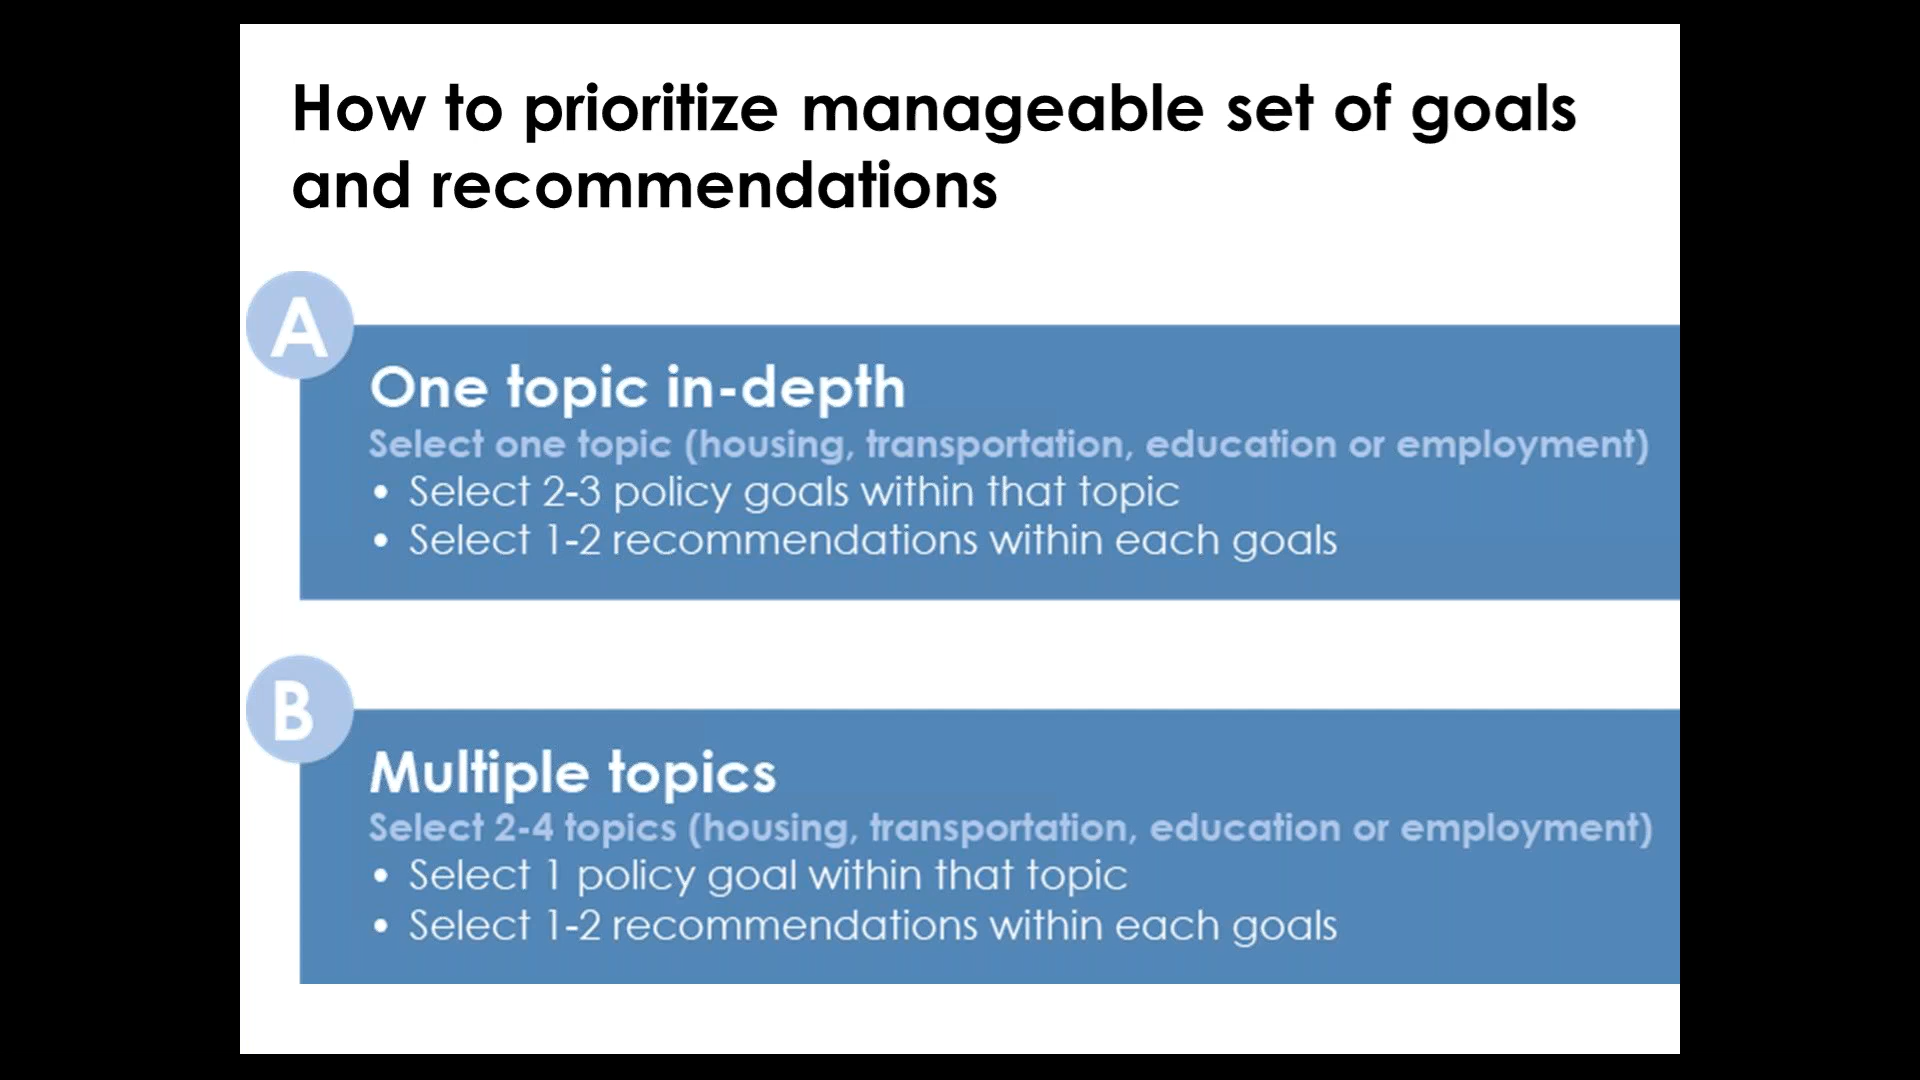 How to prioritize manageable set of goals
and recommendations
A
One topic in-depth
Select one topic (housing, transportation, education or employment)
• Select 2-3 policy goals within that topic
• Select 1-2 recommendations within each goals
B
Multiple topics
Select 2-4 topics (housing, transportation, education or employment)
• Select 1 policy goal within that topic
• Select 1-2 recommendations within each goals